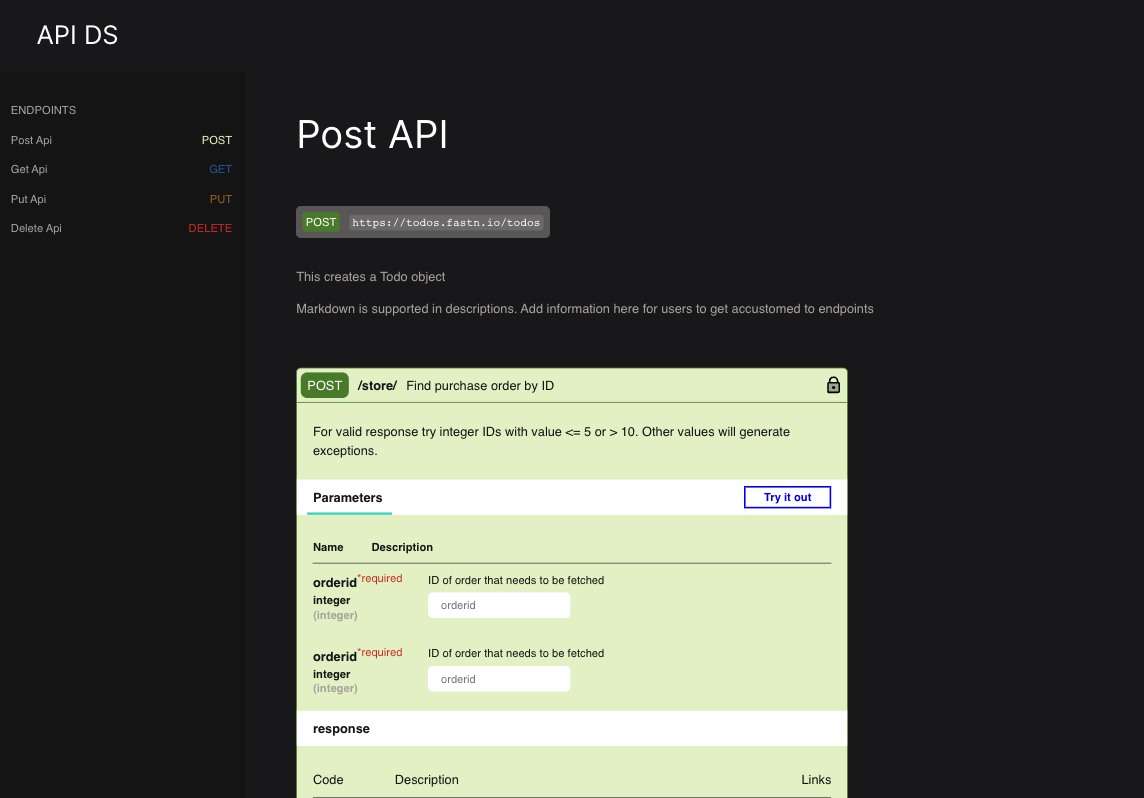 API DS
ENDPOINTS
Post Api POST
Get Api GET
Put Api PUT
Delete Api DELETE
Post API
POST https://todos.fastn.io/todos
This creates a Todo object
Markdown is supported in descriptions. Add information here for users to get accustomed to endpoints
POST /store/ Find purchase order by ID
For valid response try integer IDs with value <= 5 or > 10. Other values will generate
exceptions.
Parameters Try it out
Name Description
orderid*required ID of order that needs to be fetched
integer orderid
(integer)
orderid*required ID of order that needs to be fetched
integer orderid
(integer)
response
Code Description Links